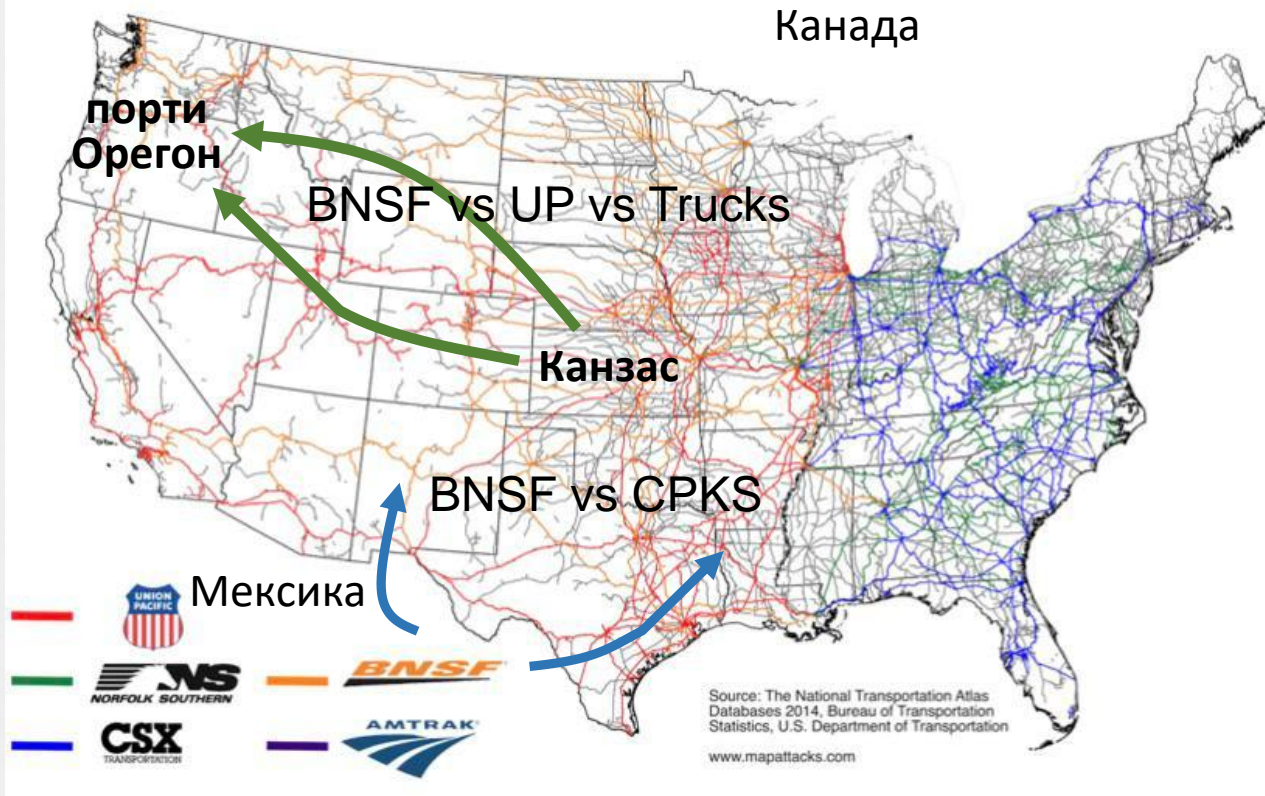 Канада
порти
Орегон
BNSF vs UP vs Trucks
Канзас
BNSF vs CPKS
Мексика
UNION
PACIFIC
NS
NORFOLK SOUTHERN
BNSF
CSX
TRANSPORTATION
AMTRAK
Source: The National Transportation Atlas
Databases 2014, Bureau of Transportation
Statistics, U.S. Department of Transportation
www.mapattacks.com